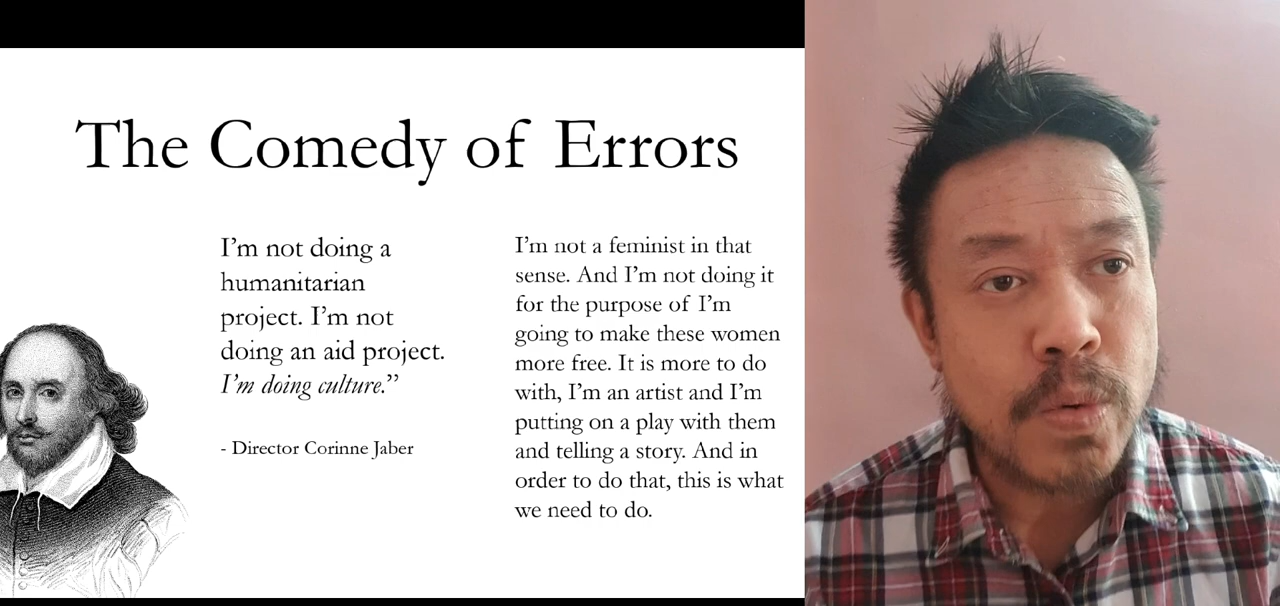 The Comedy of Errors
I’m not doing a
humanitarian
project. I’m not
doing an aid project.
I’m doing culture.”
- Director Corinne Jaber
I’m not a feminist in that
sense. And I’m not doing it
for the purpose of I’m
going to make these women
more free. It is more to do
with, I’m an artist and I’m
putting on a play with them
and telling a story. And in
order to do that, this is what
we need to do.